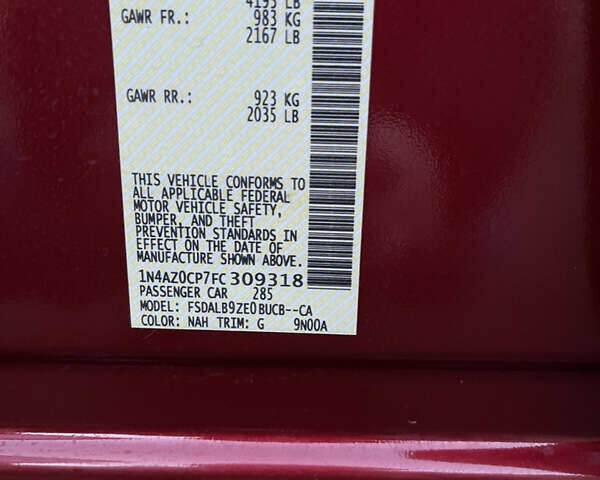 4193 LB
GAWR FR.: 983 KG
2167 LB
GAWR RR.: 923 KG
2035 LB
THIS VEHICLE CONFORMS TO
ALL APPLICABLE FEDERAL
MOTOR VEHICLE SAFETY,
BUMPER, AND THEFT
PREVENTION STANDARDS IN
EFFECT ON THE DATE OF
MANUFACTURE SHOWN ABOVE.
1N4AZ0CP7FC309318
PASSENGER CAR 285
MODEL: FSDALB9ZE0BUCB--CA
COLOR: NAH TRIM: G 9N00A